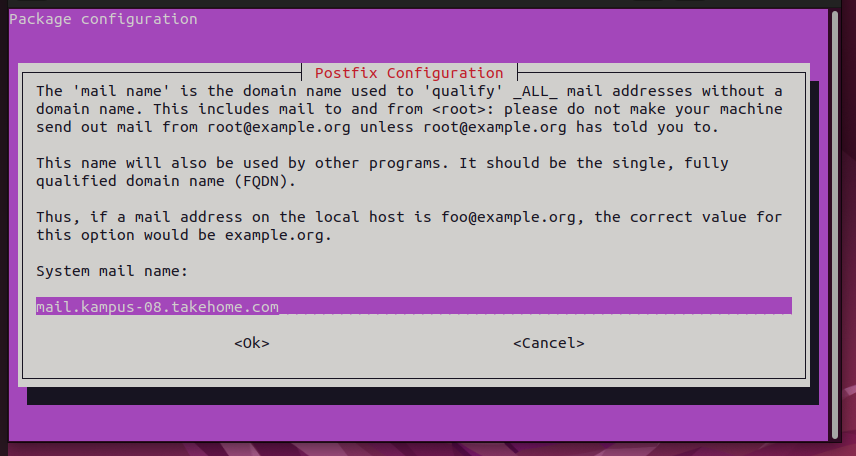 Package configuration
Postfix Configuration
The 'mail name' is the domain name used to 'qualify' _ALL_ mail addresses without a
domain name. This includes mail to and from <root>: please do not make your machine
send out mail from root@example.org unless root@example.org has told you to.
This name will also be used by other programs. It should be the single, fully
qualified domain name (FQDN).
Thus, if a mail address on the local host is foo@example.org, the correct value for
this option would be example.org.
System mail name:
mail.kampus-08.takehome.com
<Ok> <Cancel>